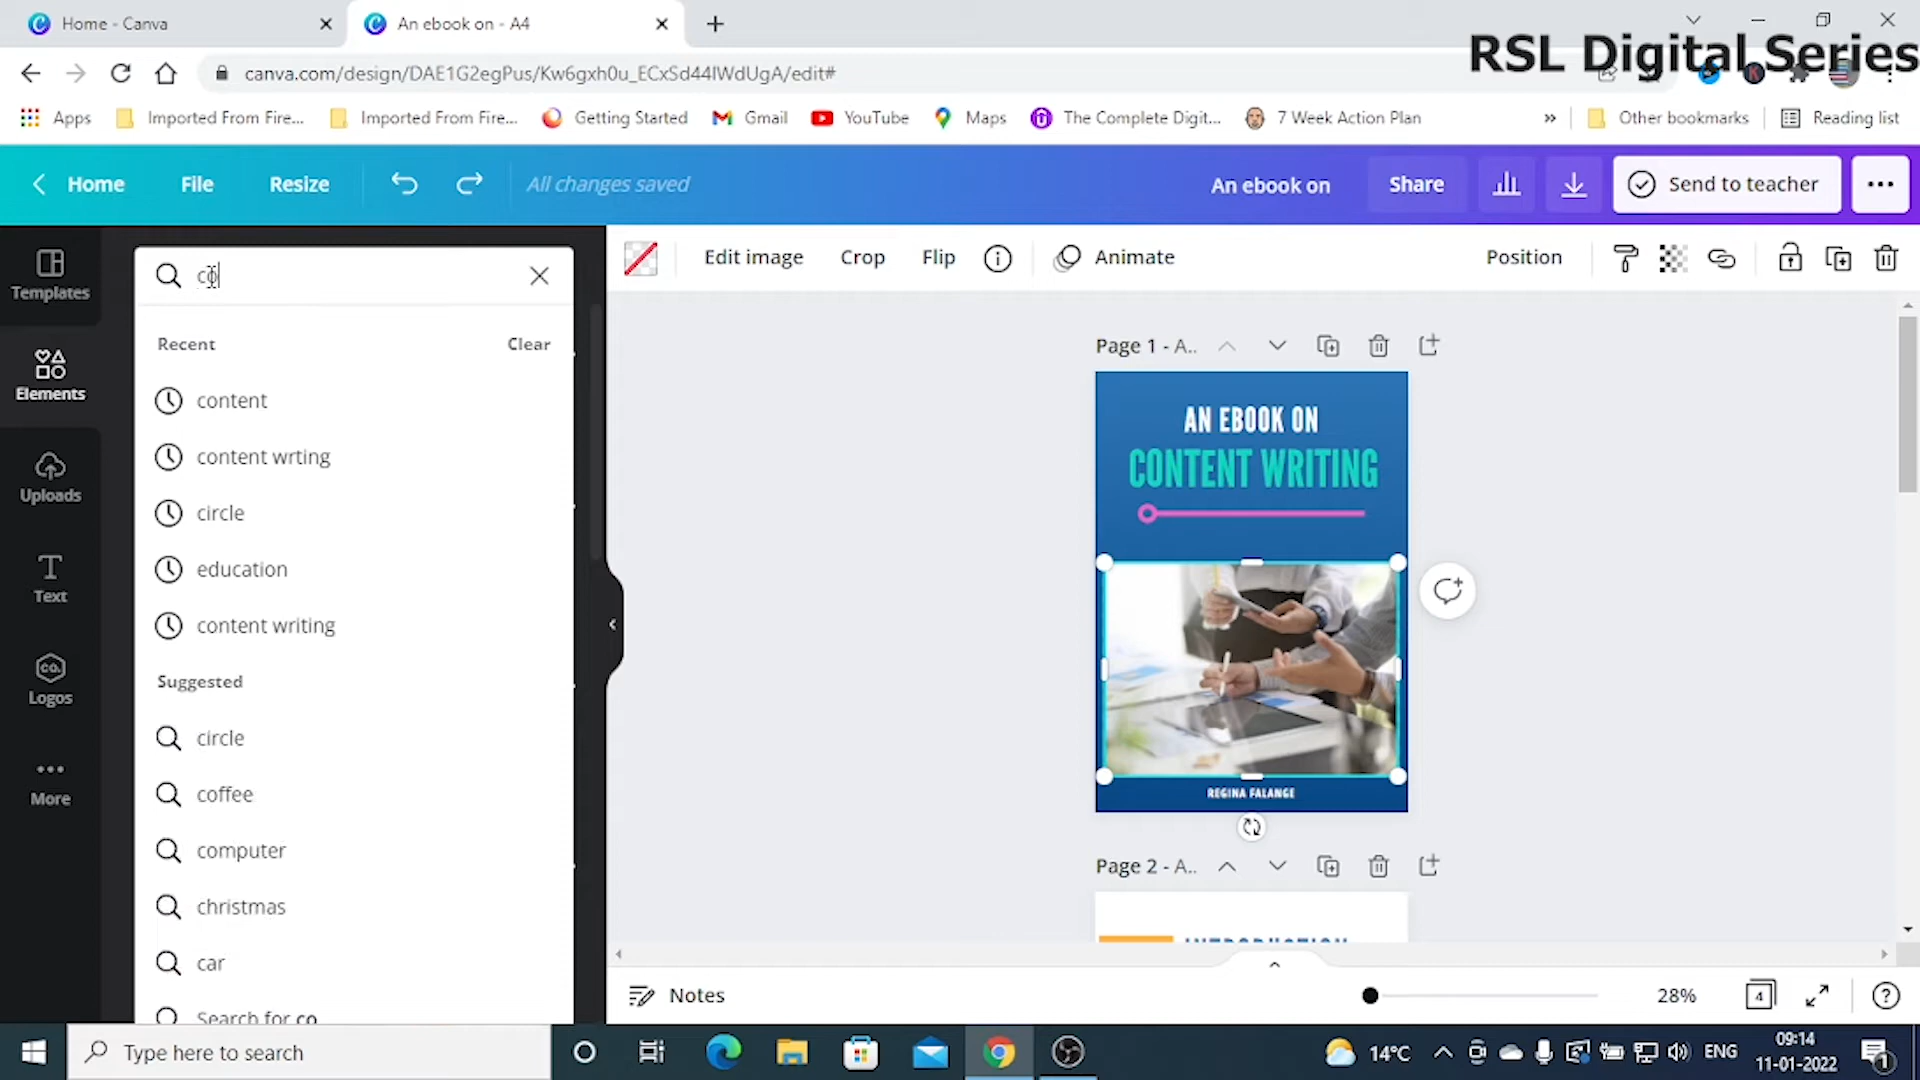 Home - Canva
An ebook on - A4
RSL Digital Series
canva.com/design/DAE1G2egPus/Kw6gxh0u_ECxSd44lWdUgA/edit#
Apps
Imported From Fire...
Imported From Fire...
Getting Started
Gmail
YouTube
Maps
The Complete Digit...
7 Week Action Plan
»
Other bookmarks
Reading list
Home
File
Resize
All changes saved
An ebook on
Share
Send to teacher
Templates
Elements
Uploads
Text
CO.
Logos
More
co
Recent
Clear
content
content wrting
circle
education
content writing
Suggested
circle
coffee
computer
christmas
car
Search for co
Edit image
Crop
Flip
Animate
Position
Page 1 - A..
AN EBOOK ON
CONTENT WRITING
REGINA FALANGE
Page 2 - A..
INTRODUCTION
Notes
28%
4
Type here to search
14°C
ENG
09:14
11-01-2022
1